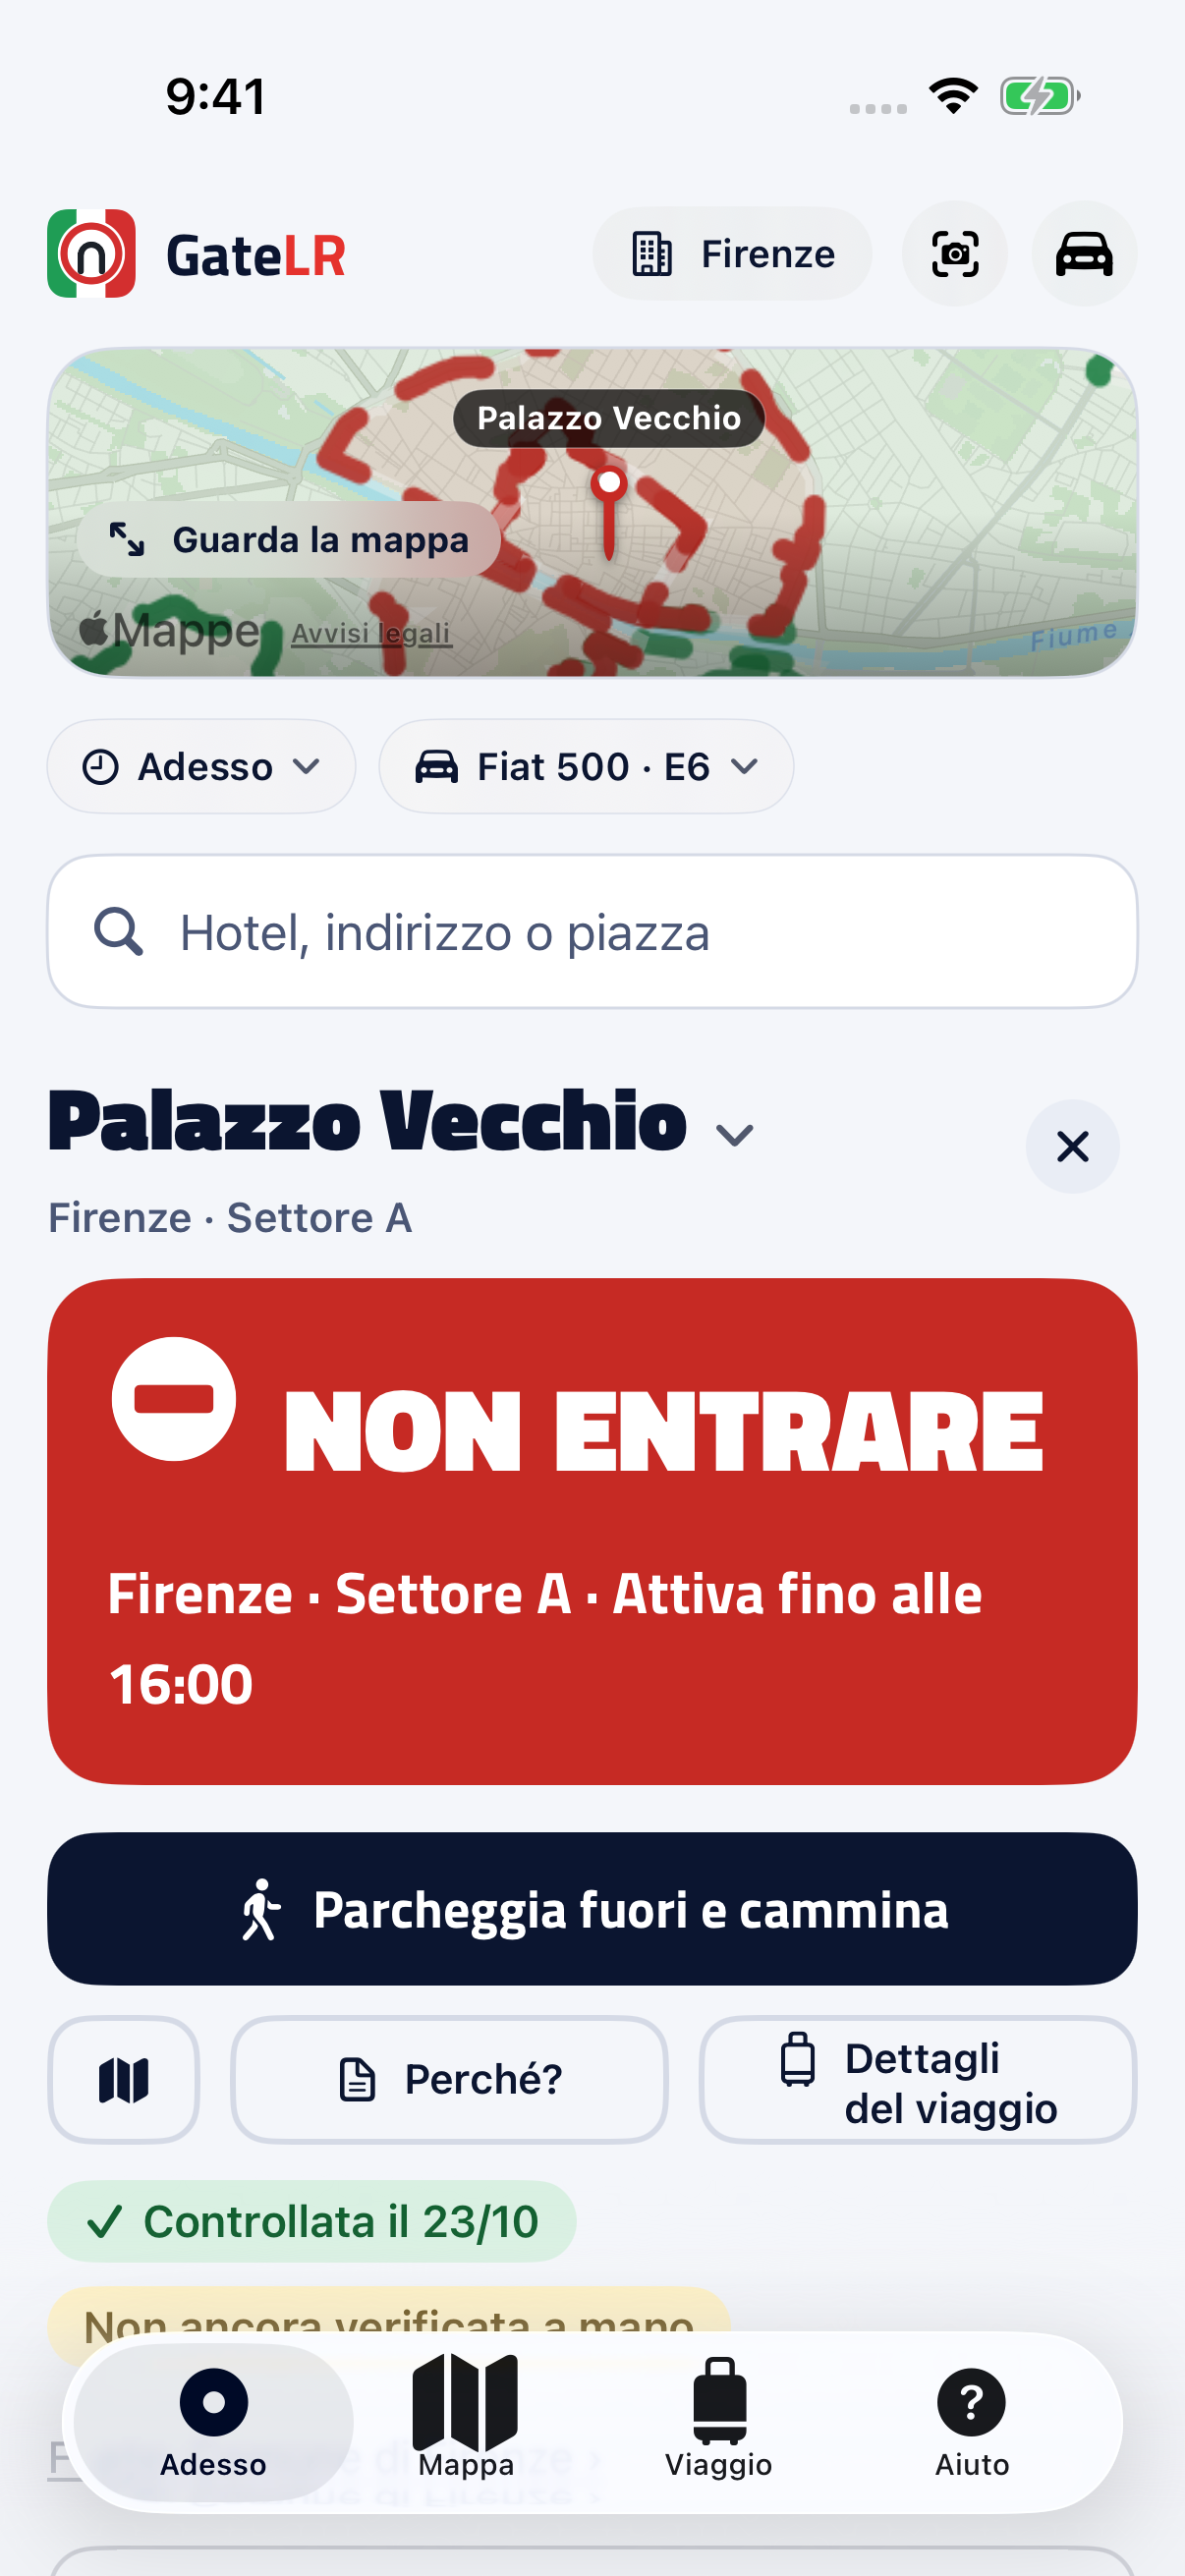 9:41
GateLR
Firenze
Palazzo Vecchio
Guarda la mappa
Mappe
Avvisi legali
Fiume
Adesso
Fiat 500 · E6
Hotel, indirizzo o piazza
Palazzo Vecchio
Firenze · Settore A
NON ENTRARE
Firenze · Settore A · Attiva fino alle
16:00
Parcheggia fuori e cammina
Perché?
Dettagli
del viaggio
Controllata il 23/10
Non ancora verificata a mano
Adesso
Mappa
Viaggio
Aiuto